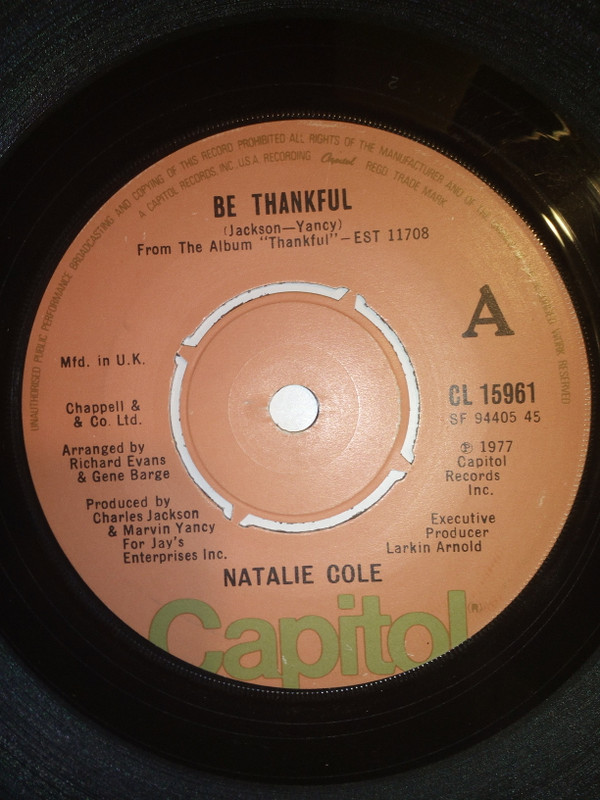 UNAUTHORISED PUBLIC PERFORMANCE BROADCASTING AND COPYING OF THIS RECORD PROHIBITED ALL RIGHTS OF THE MANUFACTURER AND OF THE
WORK RESERVED
A CAPITOL RECORDS, INC., U.S.A. RECORDING Capitol REGD. TRADE MARK
BE THANKFUL
(Jackson—Yancy)
From The Album "Thankful"—EST 11708
A
Mfd. in U.K.
CL 15961
SF 94405 45
Chappell &
& Co. Ltd.
Arranged by
Richard Evans
& Gene Barge
℗ 1977
Capitol
Records
Inc.
Produced by
Charles Jackson
& Marvin Yancy
For Jay's
Enterprises Inc.
Executive
Producer
Larkin Arnold
NATALIE COLE
Capitol